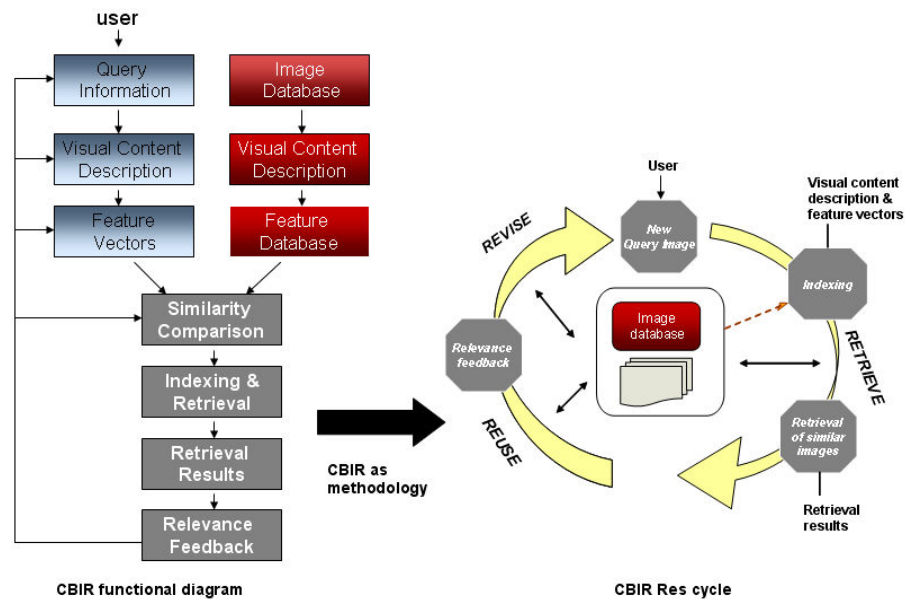 user
Query
Information
Image
Database
Visual Content
Description
Visual Content
Description
Feature
Vectors
Feature
Database
Similarity
Comparison
Indexing &
Retrieval
Retrieval
Results
Relevance
Feedback
CBIR functional diagram
CBIR as
methodology
User
New
Query Image
Visual content
description &
feature vectors
Indexing
REVISE
Image
database
Relevance
feedback
RETRIEVE
REUSE
Retrieval
of similar
images
Retrieval
results
CBIR Res cycle